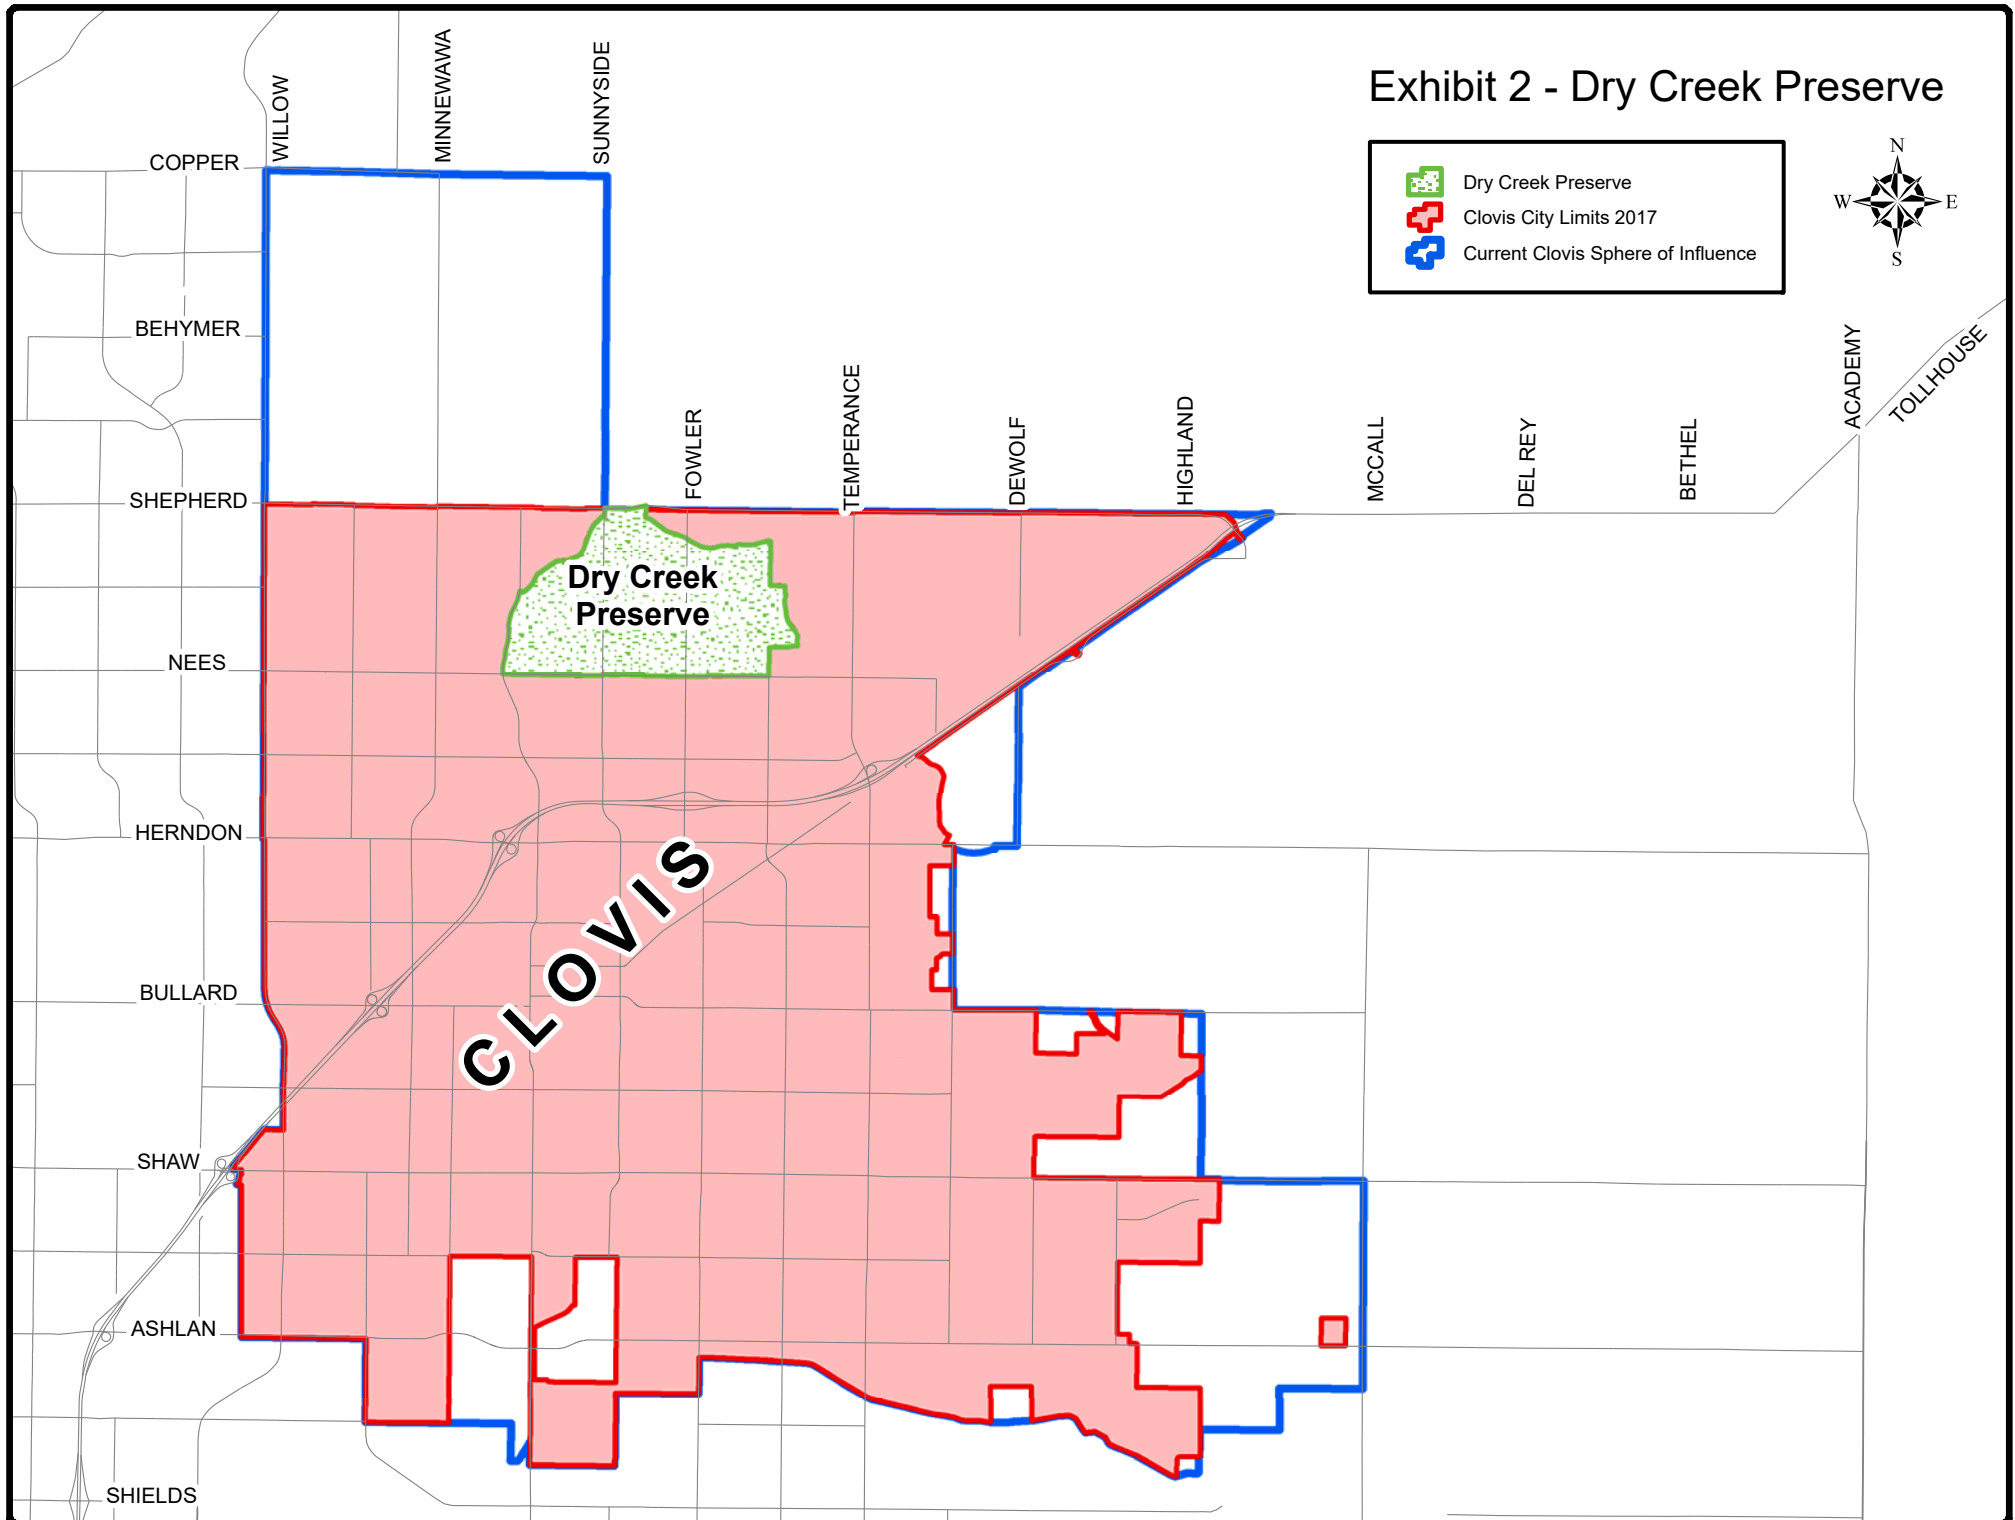 Exhibit 2 - Dry Creek Preserve
Dry Creek Preserve
Clovis City Limits 2017
Current Clovis Sphere of Influence
N
W
E
S
WILLOW
MINNEWAWA
SUNNYSIDE
COPPER
BEHYMER
FOWLER
TEMPERANCE
DEWOLF
HIGHLAND
MCCALL
DEL REY
BETHEL
ACADEMY
TOLLHOUSE
SHEPHERD
Dry Creek
Preserve
NEES
HERNDON
CLOVIS
BULLARD
SHAW
ASHLAN
SHIELDS